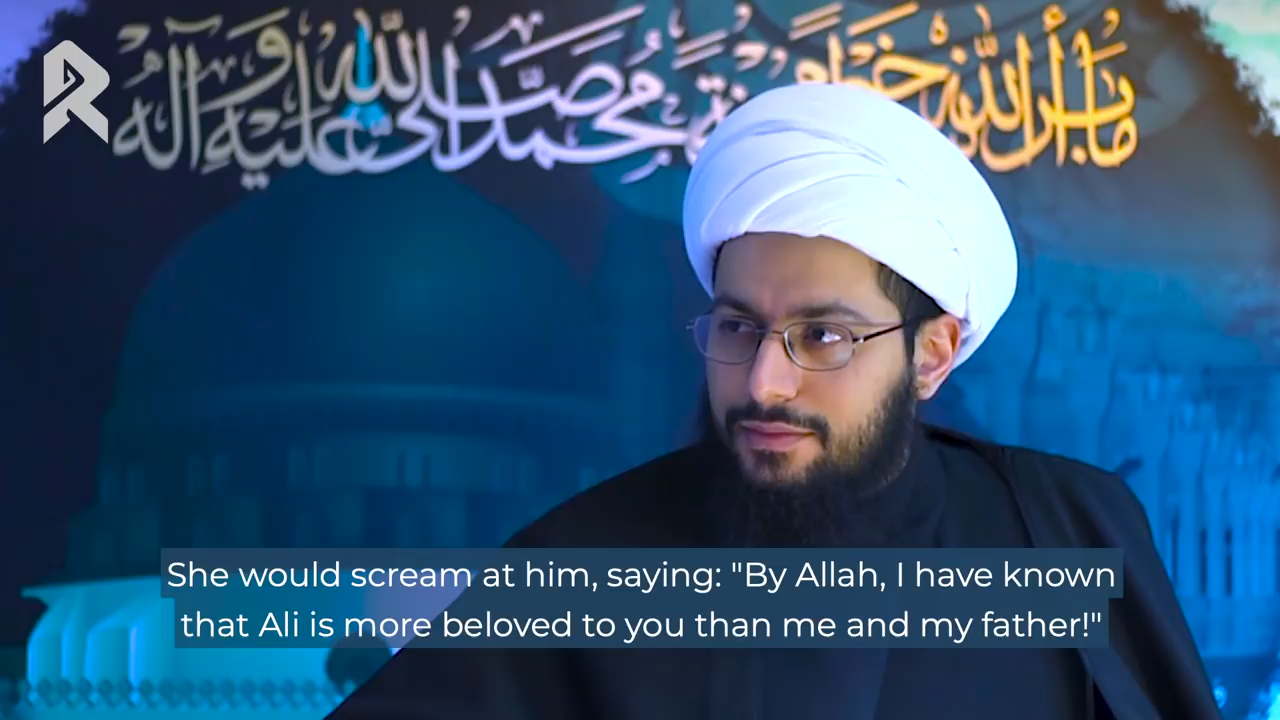 محمد صلى الله عليه وآله
She would scream at him, saying: "By Allah, I have known
that Ali is more beloved to you than me and my father!"